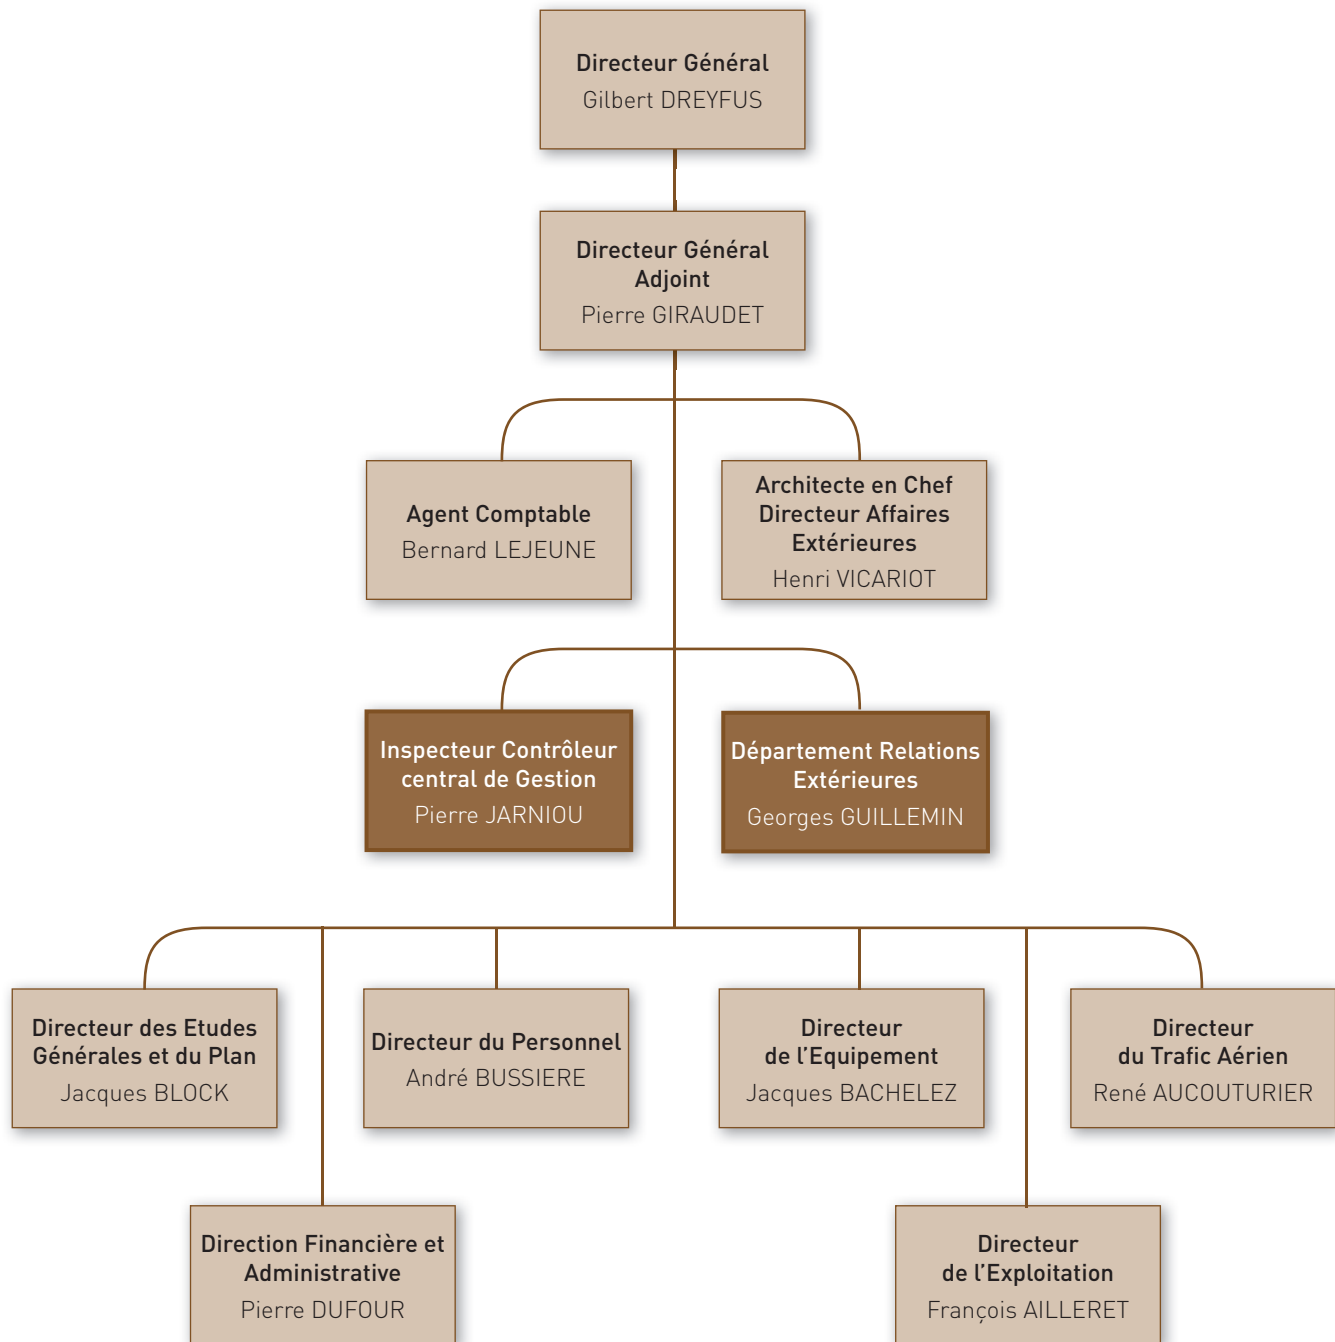 Directeur Général
Gilbert DREYFUS
Directeur Général
Adjoint
Pierre GIRAUDET
Agent Comptable
Bernard LEJEUNE
Architecte en Chef
Directeur Affaires
Extérieures
Henri VICARIOT
Inspecteur Contrôleur
central de Gestion
Pierre JARNIOU
Département Relations
Extérieures
Georges GUILLEMIN
Directeur des Etudes
Générales et du Plan
Jacques BLOCK
Directeur du Personnel
André BUSSIERE
Directeur
de l'Equipement
Jacques BACHELEZ
Directeur
du Trafic Aérien
René AUCOUTURIER
Direction Financière et
Administrative
Pierre DUFOUR
Directeur
de l'Exploitation
François AILLERET